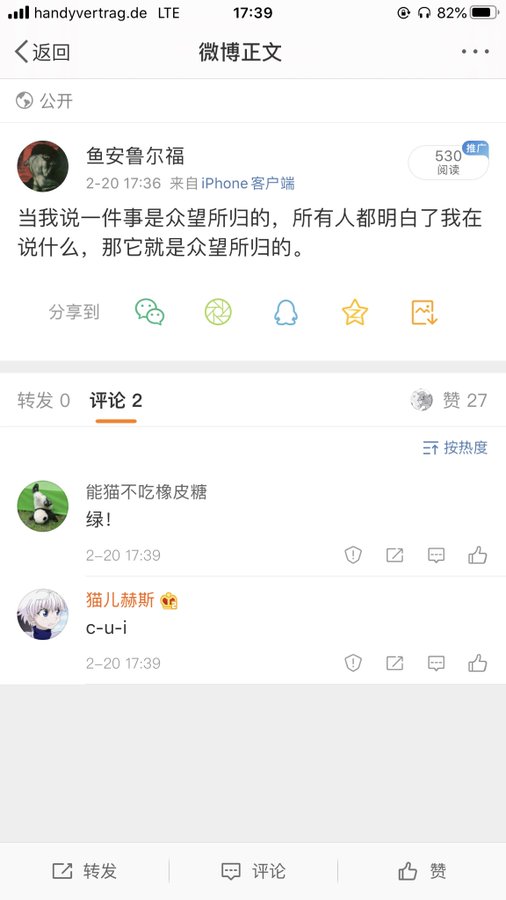 handyvertrag.de LTE 17:39 82%
返回 微博正文
公开
鱼安鲁尔福
2-20 17:36 来自iPhone客户端
530
阅读
推广
当我说一件事是众望所归的，所有人都明白了我在
说什么，那它就是众望所归的。
分享到
转发 0 评论 2 赞 27
按热度
能猫不吃橡皮糖
绿！
2-20 17:39
猫儿赫斯
c-u-i
2-20 17:39
转发 评论 赞